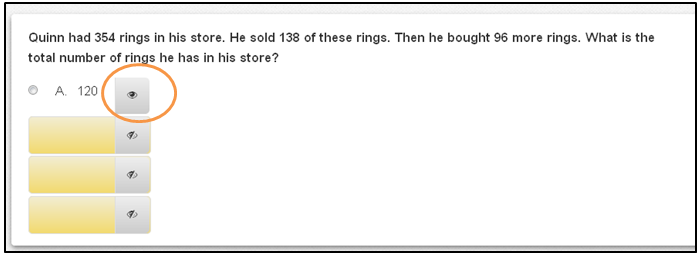 Quinn had 354 rings in his store. He sold 138 of these rings. Then he bought 96 more rings. What is the
total number of rings he has in his store?
A. 120